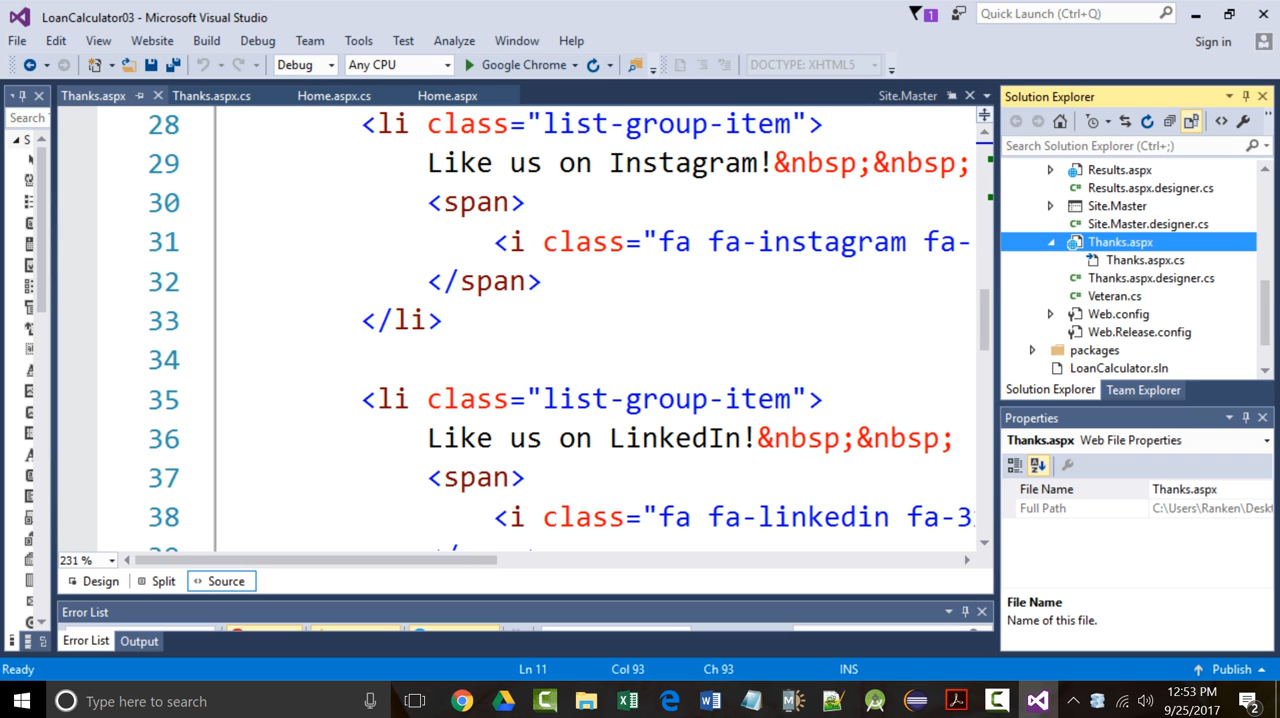 LoanCalculator03 - Microsoft Visual Studio
1
Quick Launch (Ctrl+Q)
File Edit View Website Build Debug Team Tools Test Analyze Window Help
Sign in
Debug Any CPU Google Chrome DOCTYPE: XHTML5
Thanks.aspx Thanks.aspx.cs Home.aspx.cs Home.aspx Site.Master
Search
S
28 <li class="list-group-item">
29 Like us on Instagram!&nbsp;&nbsp;
30 <span>
31 <i class="fa fa-instagram fa-
32 </span>
33 </li>
34
35 <li class="list-group-item">
36 Like us on LinkedIn!&nbsp;&nbsp;
37 <span>
38 <i class="fa fa-linkedin fa-3
231 %
Design Split Source
Error List
Error List Output
Solution Explorer
Search Solution Explorer (Ctrl+;)
Results.aspx
Results.aspx.designer.cs
Site.Master
Site.Master.designer.cs
Thanks.aspx
Thanks.aspx.cs
Thanks.aspx.designer.cs
Veteran.cs
Web.config
Web.Release.config
packages
LoanCalculator.sln
Solution Explorer Team Explorer
Properties
Thanks.aspx Web File Properties
File Name Thanks.aspx
Full Path C:\Users\Ranken\Deskt
File Name
Name of this file.
Ready Ln 11 Col 93 Ch 93 INS Publish
Type here to search
12:53 PM
9/25/2017
2